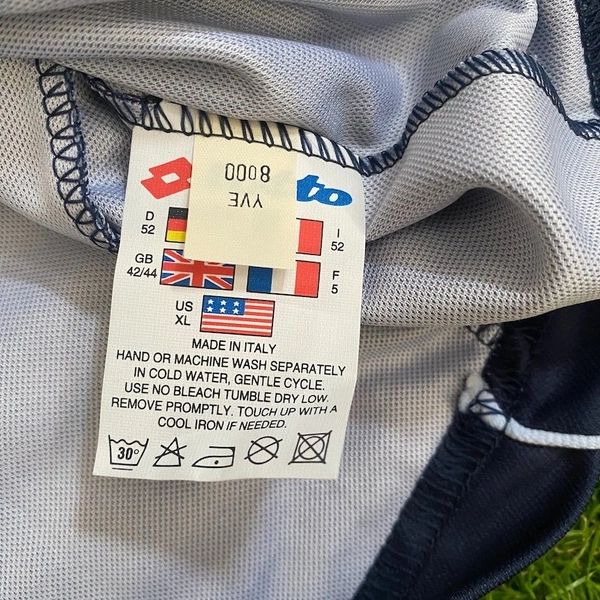 YVE
8000
to
D
52
I
52
GB
42/44
F
5
US
XL
MADE IN ITALY
HAND OR MACHINE WASH SEPARATELY
IN COLD WATER, GENTLE CYCLE.
USE NO BLEACH TUMBLE DRY LOW.
REMOVE PROMPTLY. TOUCH UP WITH A
COOL IRON IF NEEDED.
30°